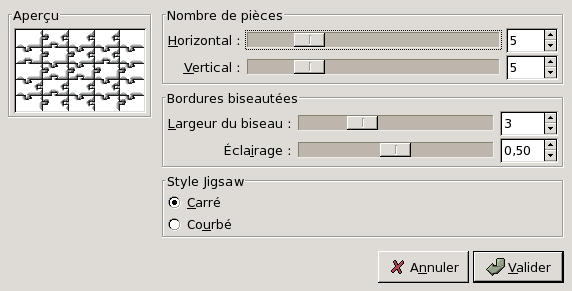 Aperçu
Nombre de pièces
Horizontal : 5
Vertical : 5
Bordures biseautées
Largeur du biseau : 3
Éclairage : 0,50
Style Jigsaw
Carré
Courbé
Annuler
Valider